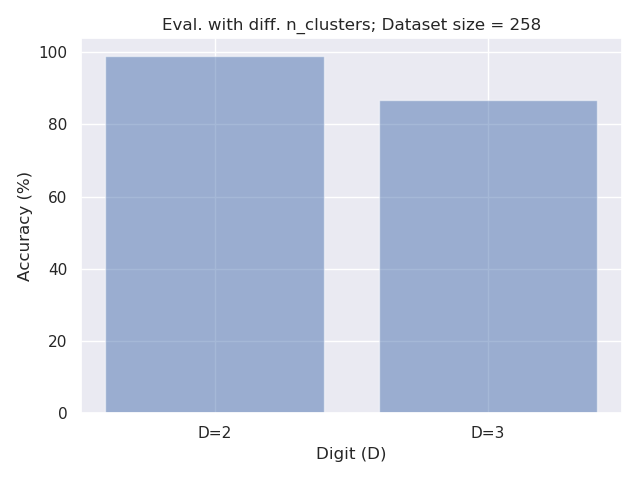 Eval. with diff. n_clusters; Dataset size = 258
100
80
60
40
20
0
Accuracy (%)
D=2 D=3
Digit (D)